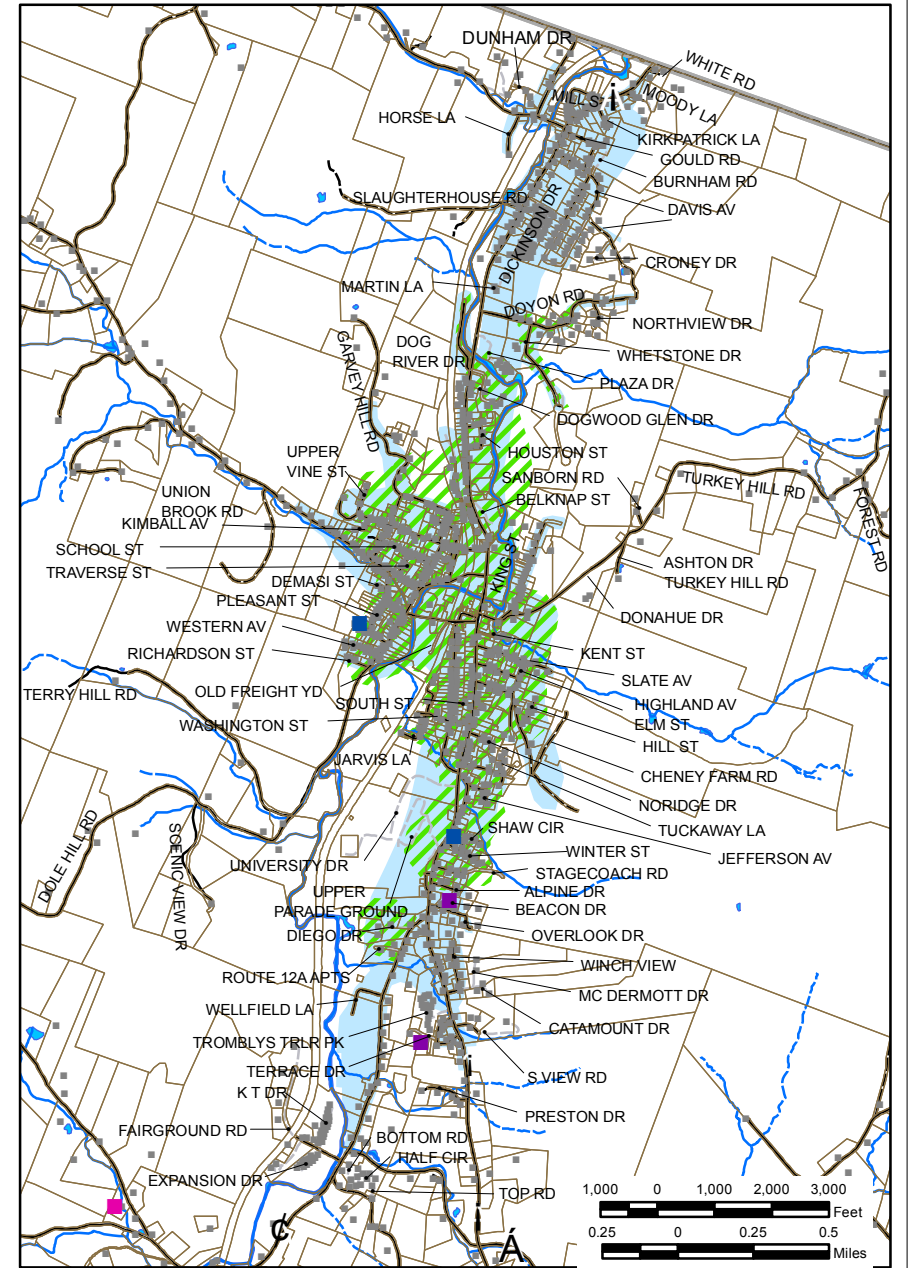 DUNHAM DR
WHITE RD
MILL ST
MOODY LA
HORSE LA
KIRKPATRICK LA
GOULD RD
BURNHAM RD
SLAUGHTERHOUSE RD
DAVIS AV
DICKINSON DR
CRONEY DR
MARTIN LA
DOYON RD
NORTHVIEW DR
GARVEY HILL RD
DOG
RIVER DR
WHETSTONE DR
PLAZA DR
DOGWOOD GLEN DR
HOUSTON ST
UPPER
VINE ST
SANBORN RD
TURKEY HILL RD
UNION
BROOK RD
BELKNAP ST
FOREST RD
KIMBALL AV
SCHOOL ST
KING ST
ASHTON DR
TRAVERSE ST
DEMASI ST
TURKEY HILL RD
PLEASANT ST
DONAHUE DR
WESTERN AV
RICHARDSON ST
KENT ST
SLATE AV
TERRY HILL RD
OLD FREIGHT YD
SOUTH ST
HIGHLAND AV
ELM ST
WASHINGTON ST
HILL ST
JARVIS LA
CHENEY FARM RD
NORIDGE DR
TUCKAWAY LA
SHAW CIR
DOLE HILL RD
SCENIC VIEW DR
WINTER ST
JEFFERSON AV
UNIVERSITY DR
STAGECOACH RD
UPPER
PARADE GROUND
ALPINE DR
BEACON DR
DIEGO DR
OVERLOOK DR
WINCH VIEW
ROUTE 12A APTS
MC DERMOTT DR
WELLFIELD LA
CATAMOUNT DR
TROMBLYS TRLR PK
TERRACE DR
S VIEW RD
K T DR
PRESTON DR
FAIRGROUND RD
BOTTOM RD
HALF CIR
EXPANSION DR
TOP RD
1,000 0 1,000 2,000 3,000
Feet
0.25 0 0.25 0.5
Miles
¢
Á